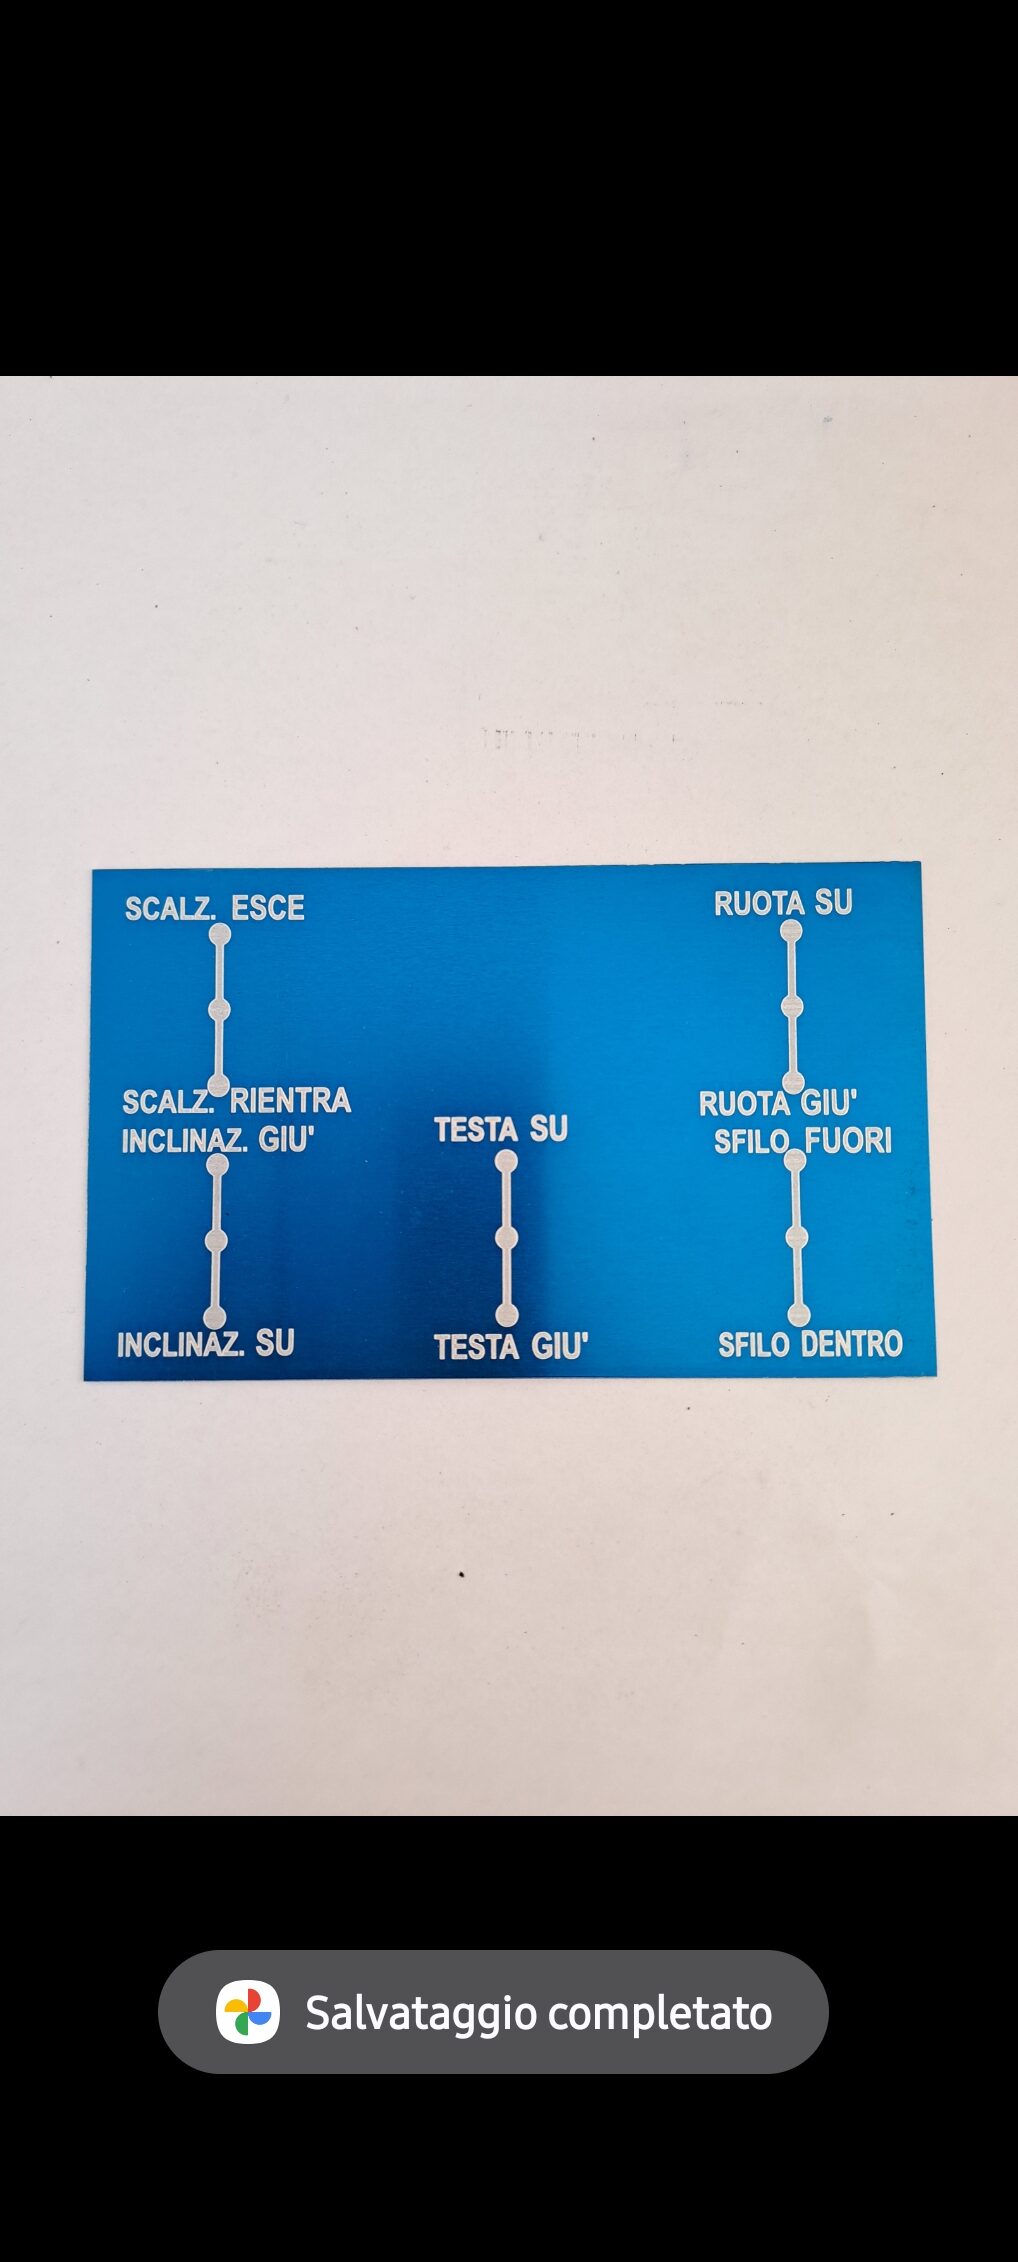 SCALZ. ESCE
RUOTA SU
SCALZ. RIENTRA
RUOTA GIU'
INCLINAZ. GIU'
TESTA SU
SFILO FUORI
INCLINAZ. SU
TESTA GIU'
SFILO DENTRO
Salvataggio completato